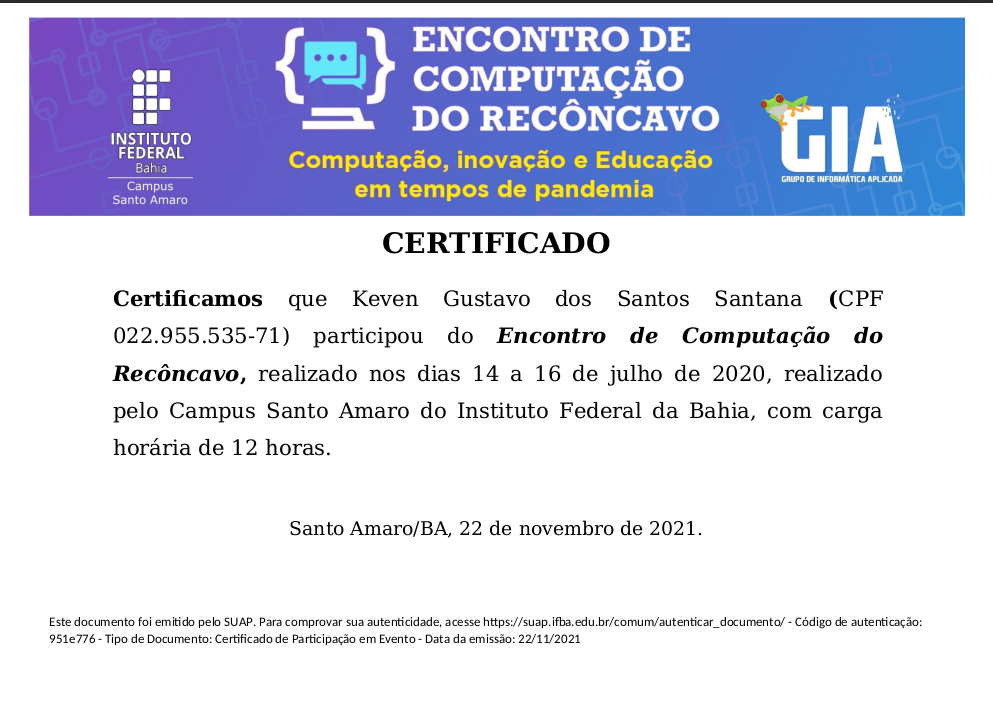 ENCONTRO DE
COMPUTAÇÃO
DO RECÔNCAVO
Computação, inovação e Educação
em tempos de pandemia
INSTITUTO
FEDERAL
Bahia
Campus
Santo Amaro
GIA
GRUPO DE INFORMÁTICA APLICADA
CERTIFICADO
Certificamos que Keven Gustavo dos Santos Santana (CPF
022.955.535-71) participou do Encontro de Computação do
Recôncavo, realizado nos dias 14 a 16 de julho de 2020, realizado
pelo Campus Santo Amaro do Instituto Federal da Bahia, com carga
horária de 12 horas.
Santo Amaro/BA, 22 de novembro de 2021.
Este documento foi emitido pelo SUAP. Para comprovar sua autenticidade, acesse https://suap.ifba.edu.br/comum/autenticar_documento/ - Código de autenticação:
951e776 - Tipo de Documento: Certificado de Participação em Evento - Data da emissão: 22/11/2021